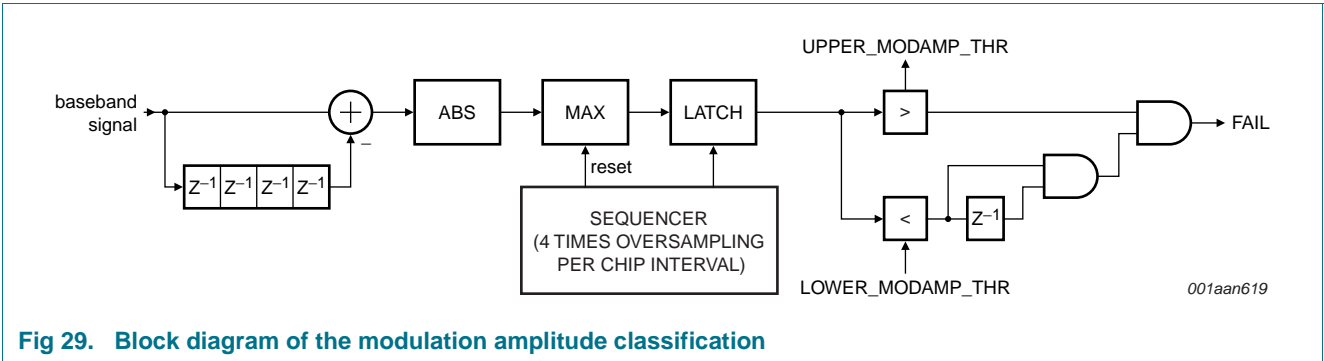 UPPER_MODAMP_THR
baseband
signal
+
−
ABS
MAX
LATCH
>
FAIL
reset
Z−1 Z−1 Z−1 Z−1
SEQUENCER
(4 TIMES OVERSAMPLING
PER CHIP INTERVAL)
<
Z−1
LOWER_MODAMP_THR
001aan619
Fig 29. Block diagram of the modulation amplitude classification